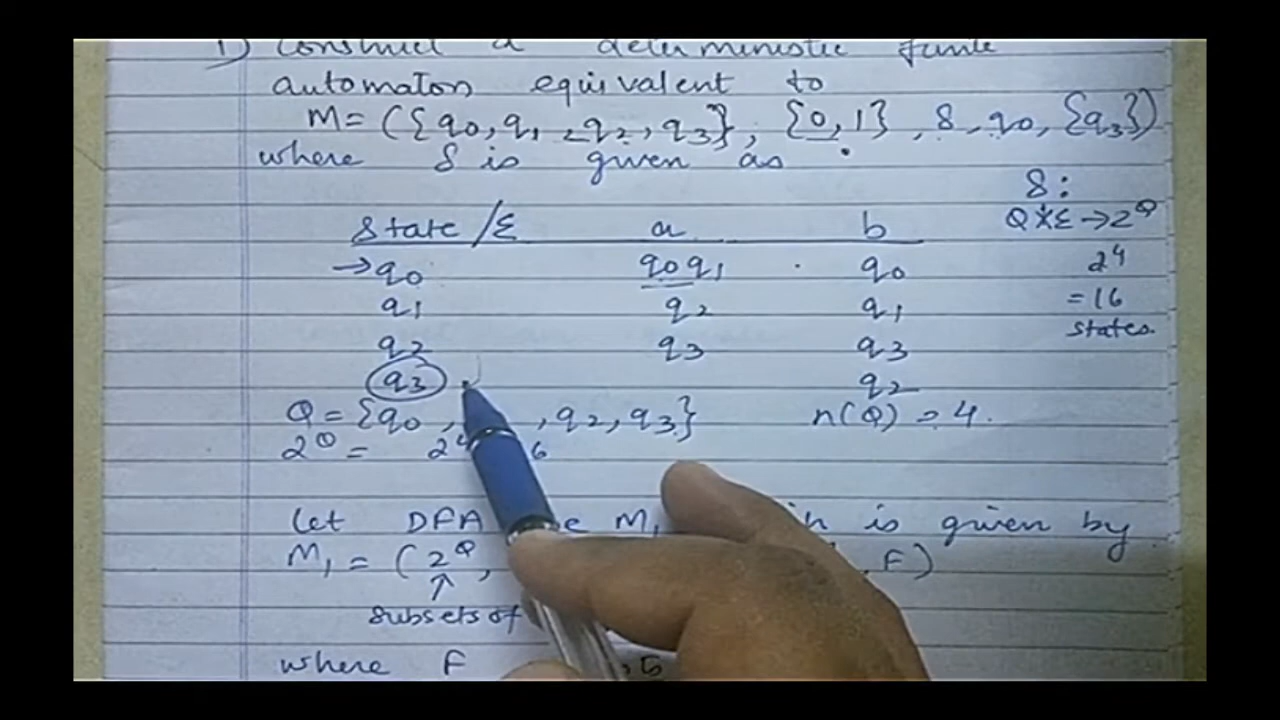 1) Construct a deterministic finite
automaton equivalent to
M = ({q0, q1, q2, q3}, {0, 1}, δ, q0, {q3})
where δ is given as
δ:
Q × Σ → 2^Q
2^4
= 16
states.
State/Σ a b
→ q0 q0 q1 q0
q1 q2 q1
q2 q3 q3
q3 q2
Q = {q0, , q2, q3} n(Q) = 4.
2^Q = 2^4 6
Let DFA M1 is given by
M1 = (2^Q, , F)
↑
subsets of
where F